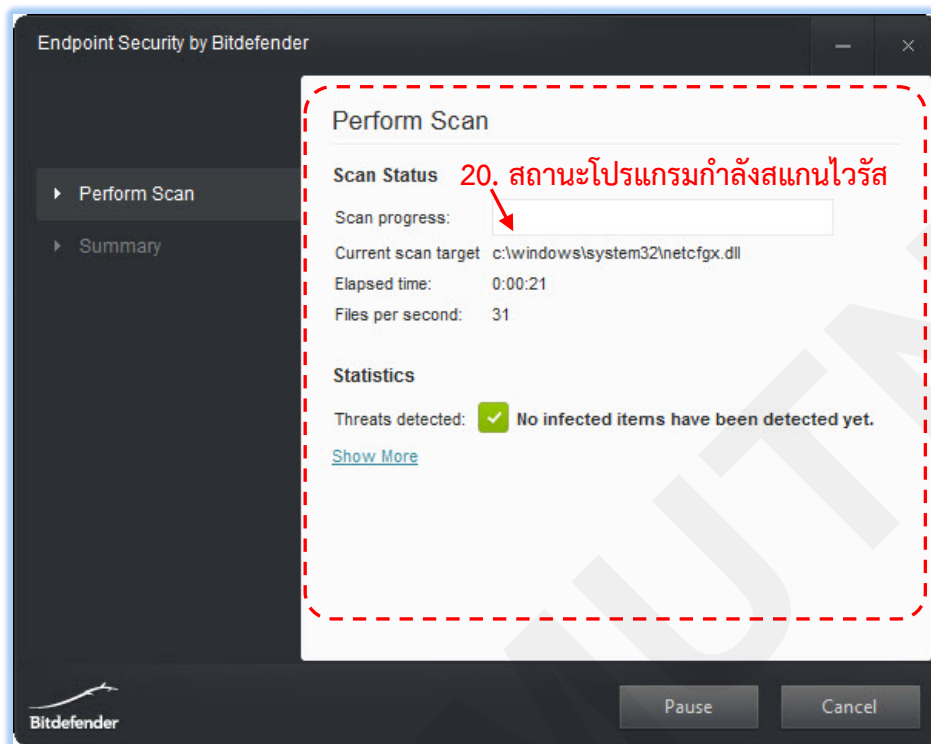 Endpoint Security by Bitdefender
Perform Scan
Summary
Perform Scan
Scan Status
20. สถานะโปรแกรมกำลังสแกนไวรัส
Scan progress:
Current scan target c:\windows\system32\netcfgx.dll
Elapsed time: 0:00:21
Files per second: 31
Statistics
Threats detected: No infected items have been detected yet.
Show More
Bitdefender
Pause
Cancel